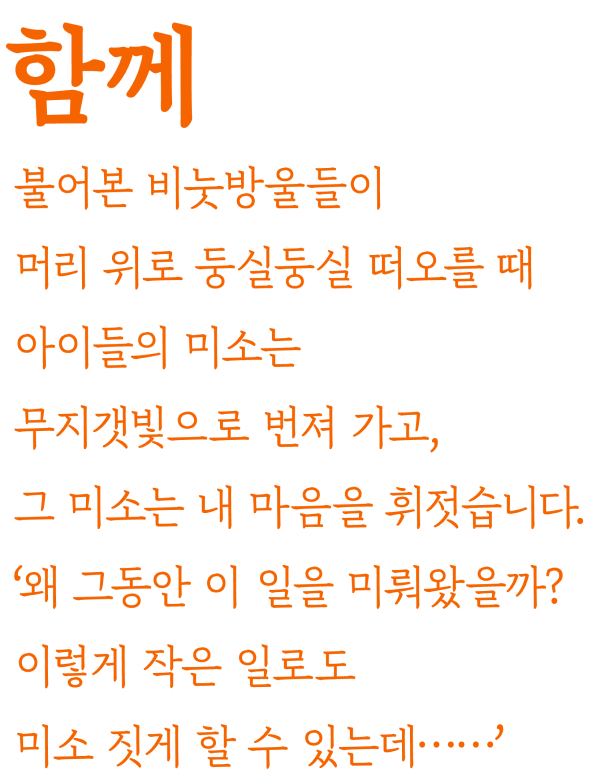 함께
불어본 비눗방울들이
머리 위로 둥실둥실 떠오를 때
아이들의 미소는
무지갯빛으로 번져 가고,
그 미소는 내 마음을 휘젓습니다.
‘왜 그동안 이 일을 미뤄왔을까?
이렇게 작은 일로도
미소 짓게 할 수 있는데……’